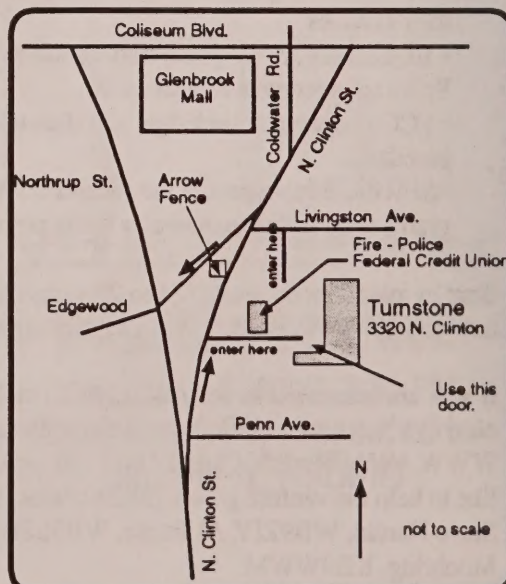 Coliseum Blvd.
Glenbrook
Mall
Coldwater Rd.
N. Clinton St.
Northrup St.
Arrow
Fence
Livingston Ave.
enter here
Fire - Police
Federal Credit Union
Edgewood
Turnstone
3320 N. Clinton
enter here
Use this
door.
Penn Ave.
N. Clinton St.
N
not to scale